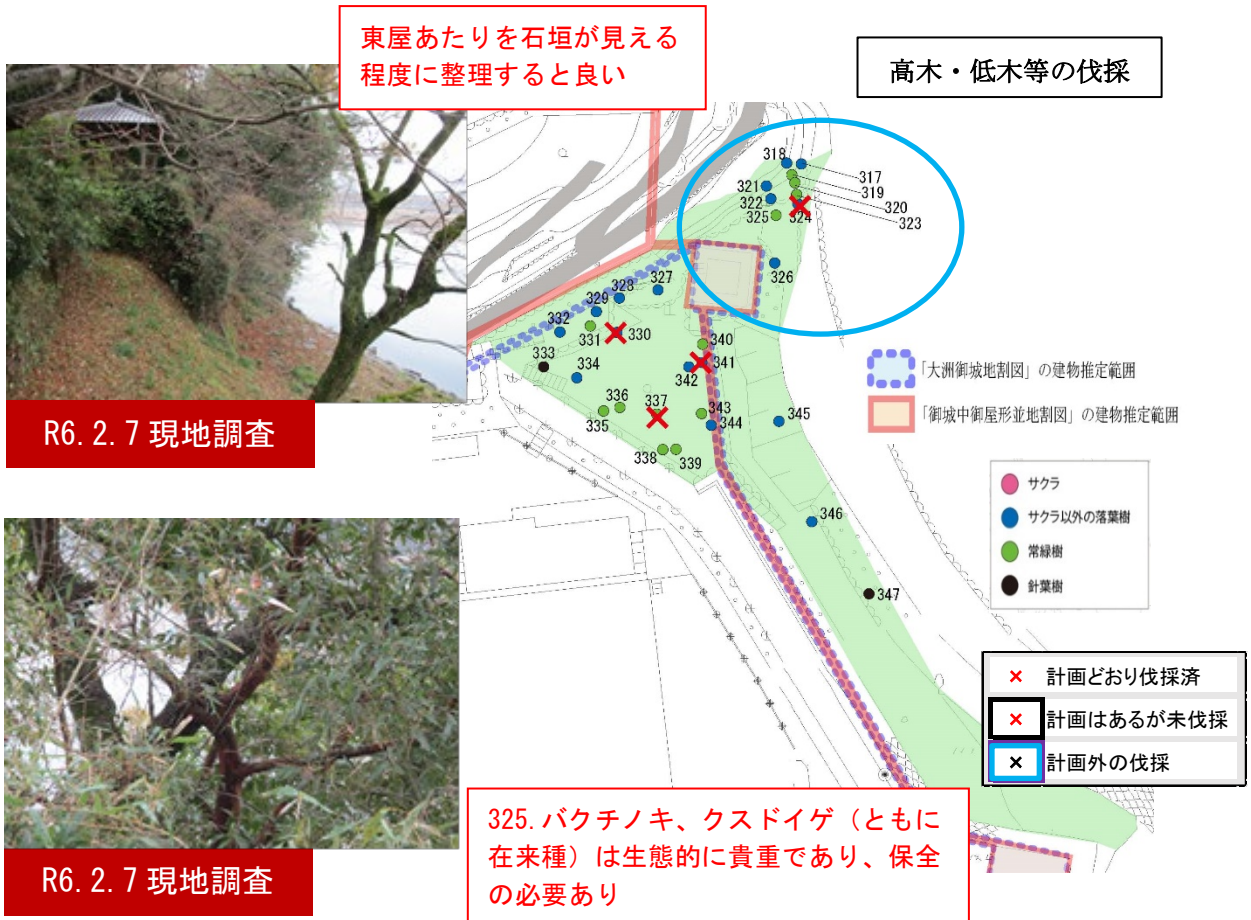 東屋あたりを石垣が見える
程度に整理すると良い
高木・低木等の伐採
R6.2.7 現地調査
318
317
319
321
320
322
323
325
324
326
327
328
329
332
331
330
340
333
334
342
341
336
337
343
335
344
345
338
339
346
347
「大洲御城地割図」の建物推定範囲
「御城中御屋形並地割図」の建物推定範囲
サクラ
サクラ以外の落葉樹
常緑樹
針葉樹
× 計画どおり伐採済
× 計画はあるが未伐採
× 計画外の伐採
325.バクチノキ、クスドイゲ（ともに
在来種）は生態的に貴重であり、保全
の必要あり
R6.2.7 現地調査